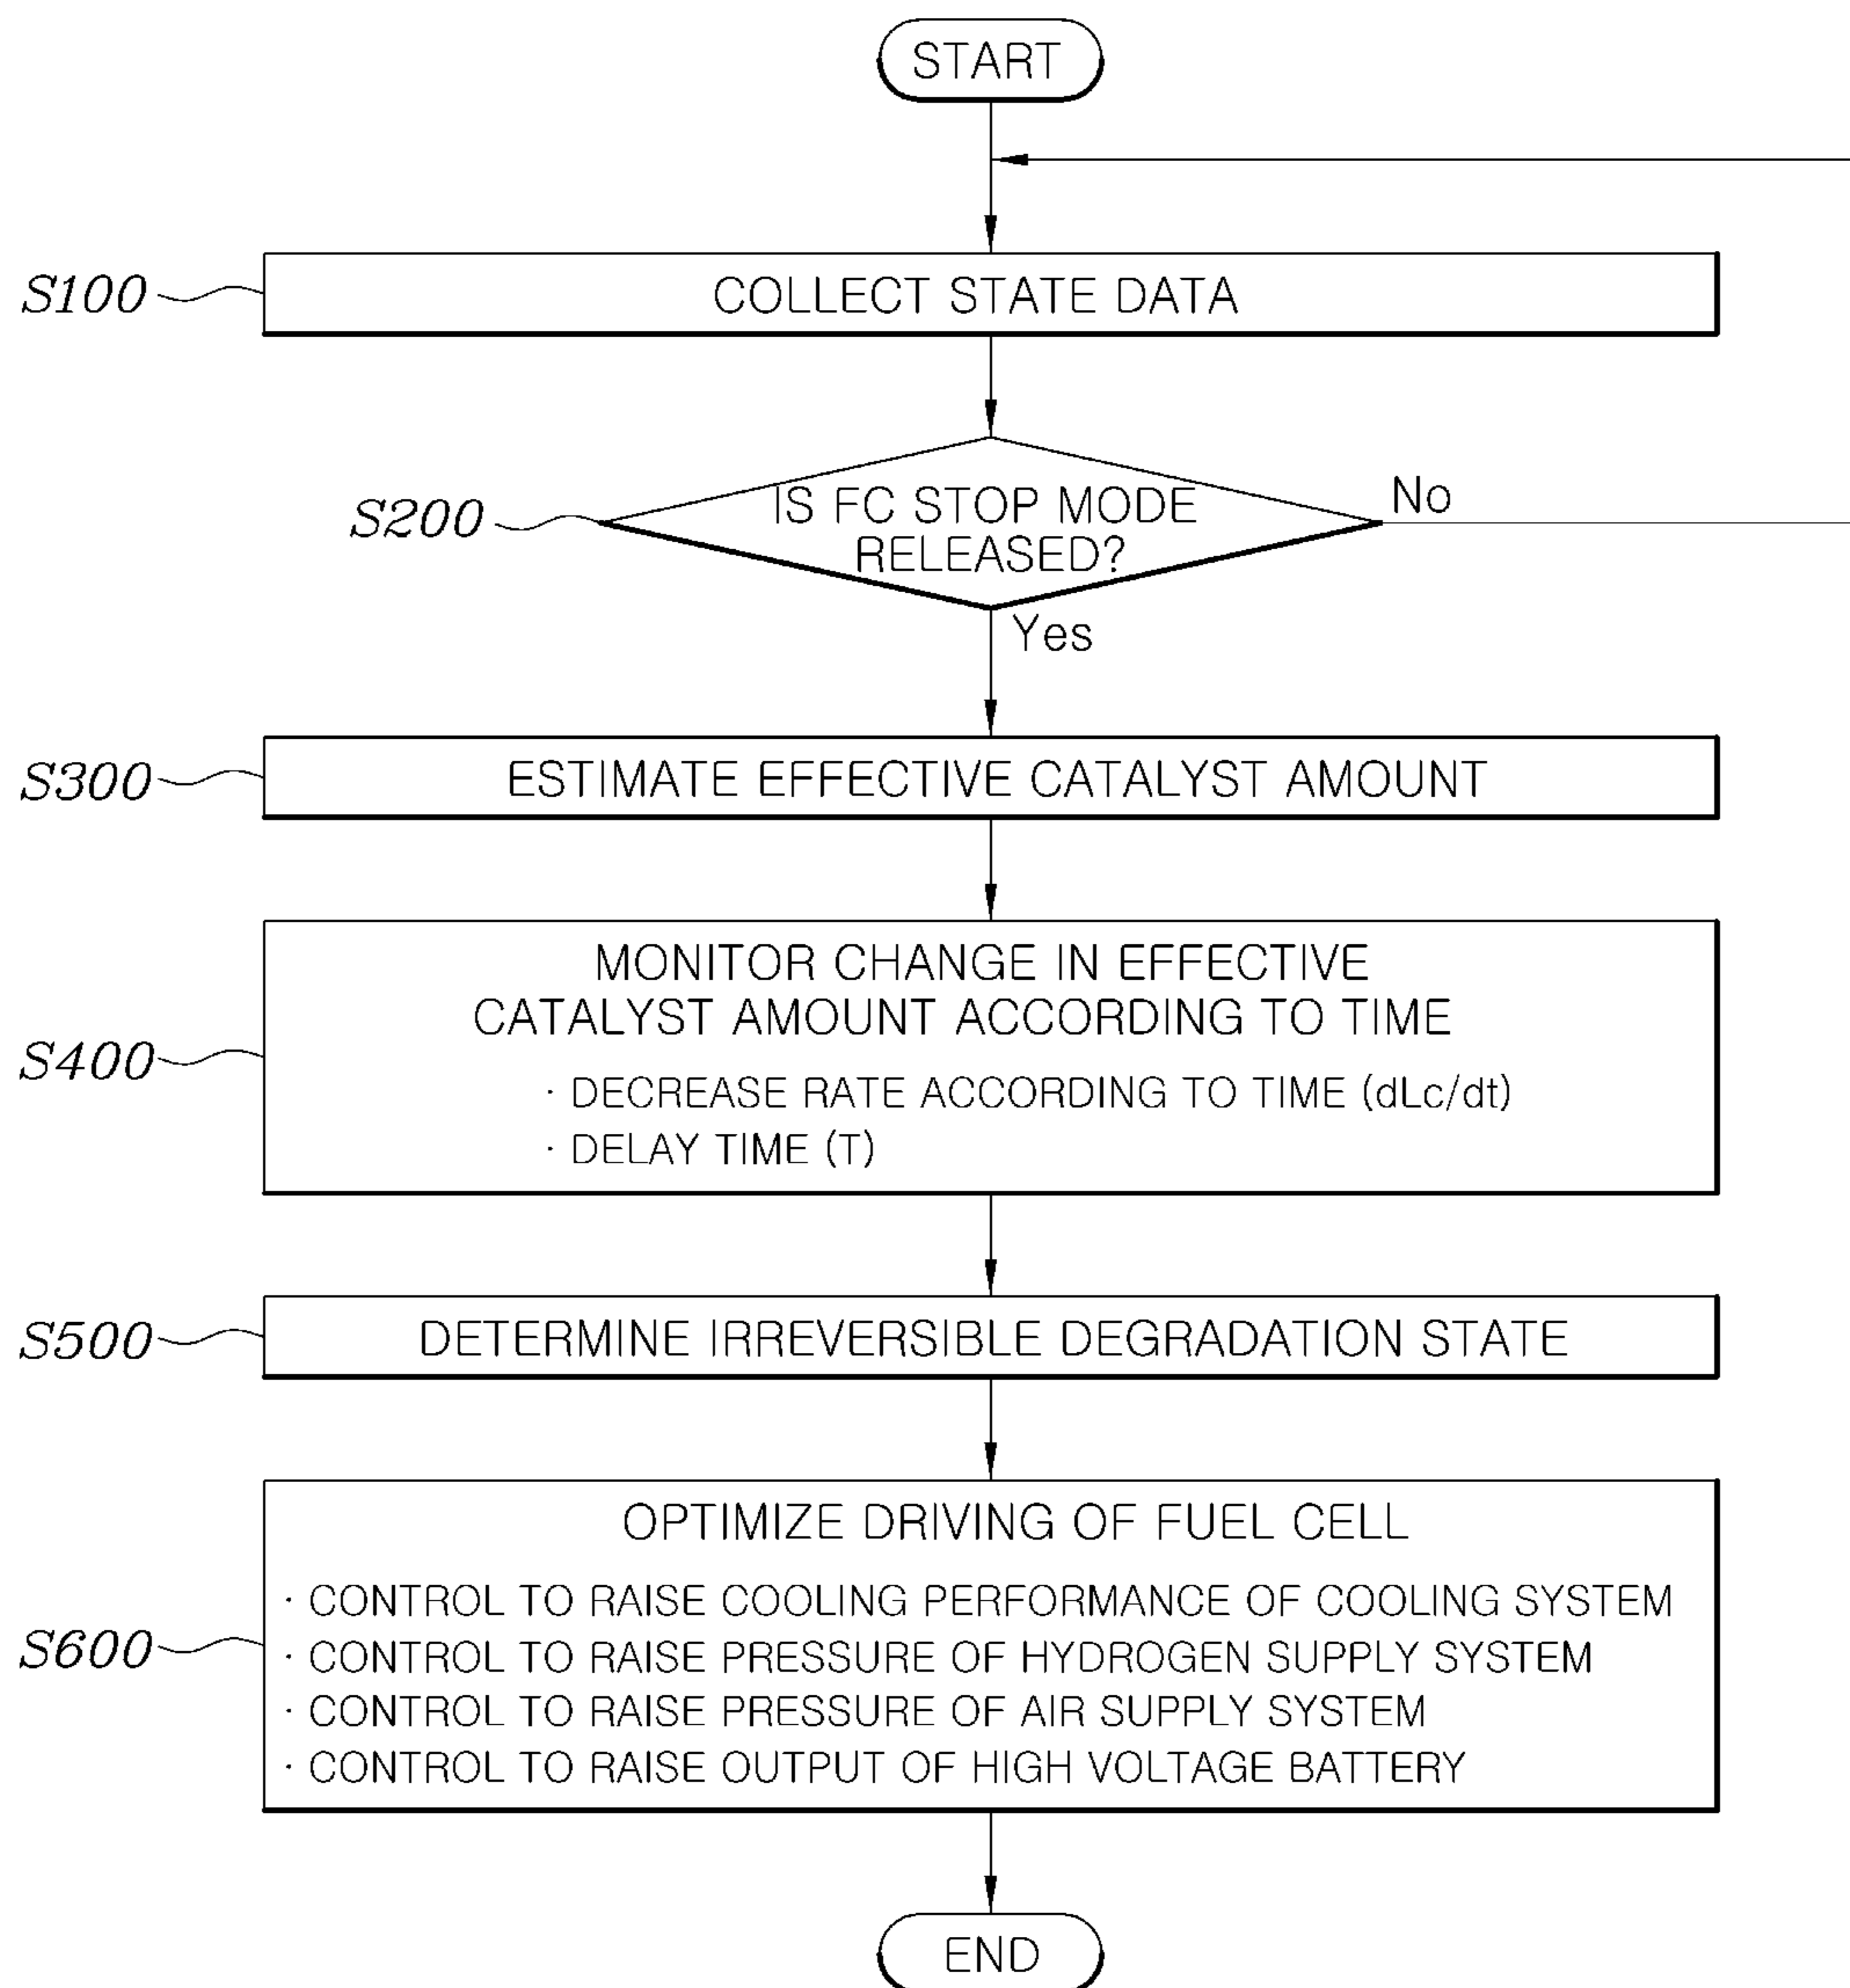 START
S100
COLLECT STATE DATA
S200
IS FC STOP MODE
RELEASED?
No
Yes
S300
ESTIMATE EFFECTIVE CATALYST AMOUNT
S400
MONITOR CHANGE IN EFFECTIVE
CATALYST AMOUNT ACCORDING TO TIME
· DECREASE RATE ACCORDING TO TIME (dLc/dt)
· DELAY TIME (T)
S500
DETERMINE IRREVERSIBLE DEGRADATION STATE
S600
OPTIMIZE DRIVING OF FUEL CELL
· CONTROL TO RAISE COOLING PERFORMANCE OF COOLING SYSTEM
· CONTROL TO RAISE PRESSURE OF HYDROGEN SUPPLY SYSTEM
· CONTROL TO RAISE PRESSURE OF AIR SUPPLY SYSTEM
· CONTROL TO RAISE OUTPUT OF HIGH VOLTAGE BATTERY
END